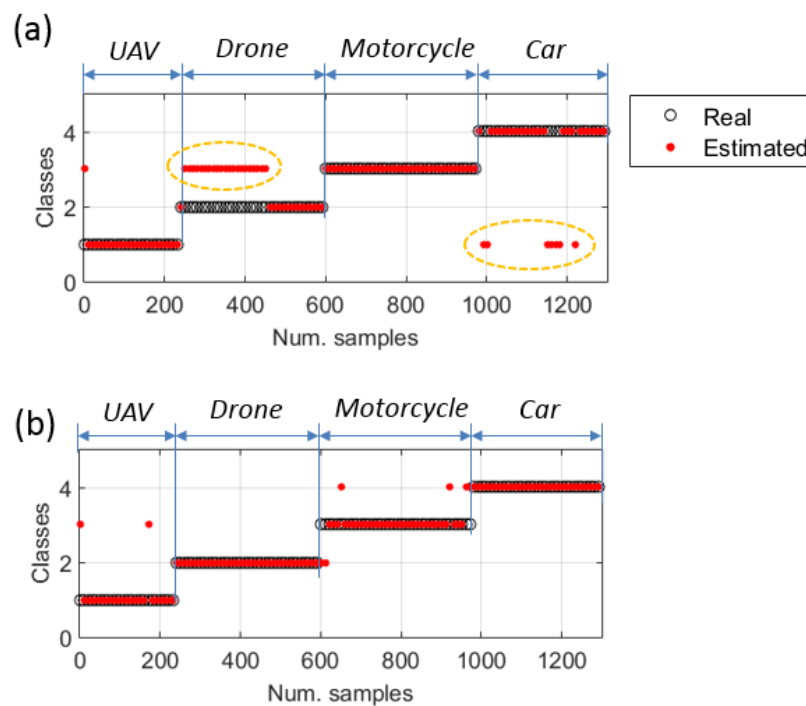 (a)
UAV Drone Motorcycle Car
4
2
0
Classes
0 200 400 600 800 1000 1200
Num. samples
Real
Estimated
(b)
UAV Drone Motorcycle Car
4
2
0
Classes
0 200 400 600 800 1000 1200
Num. samples